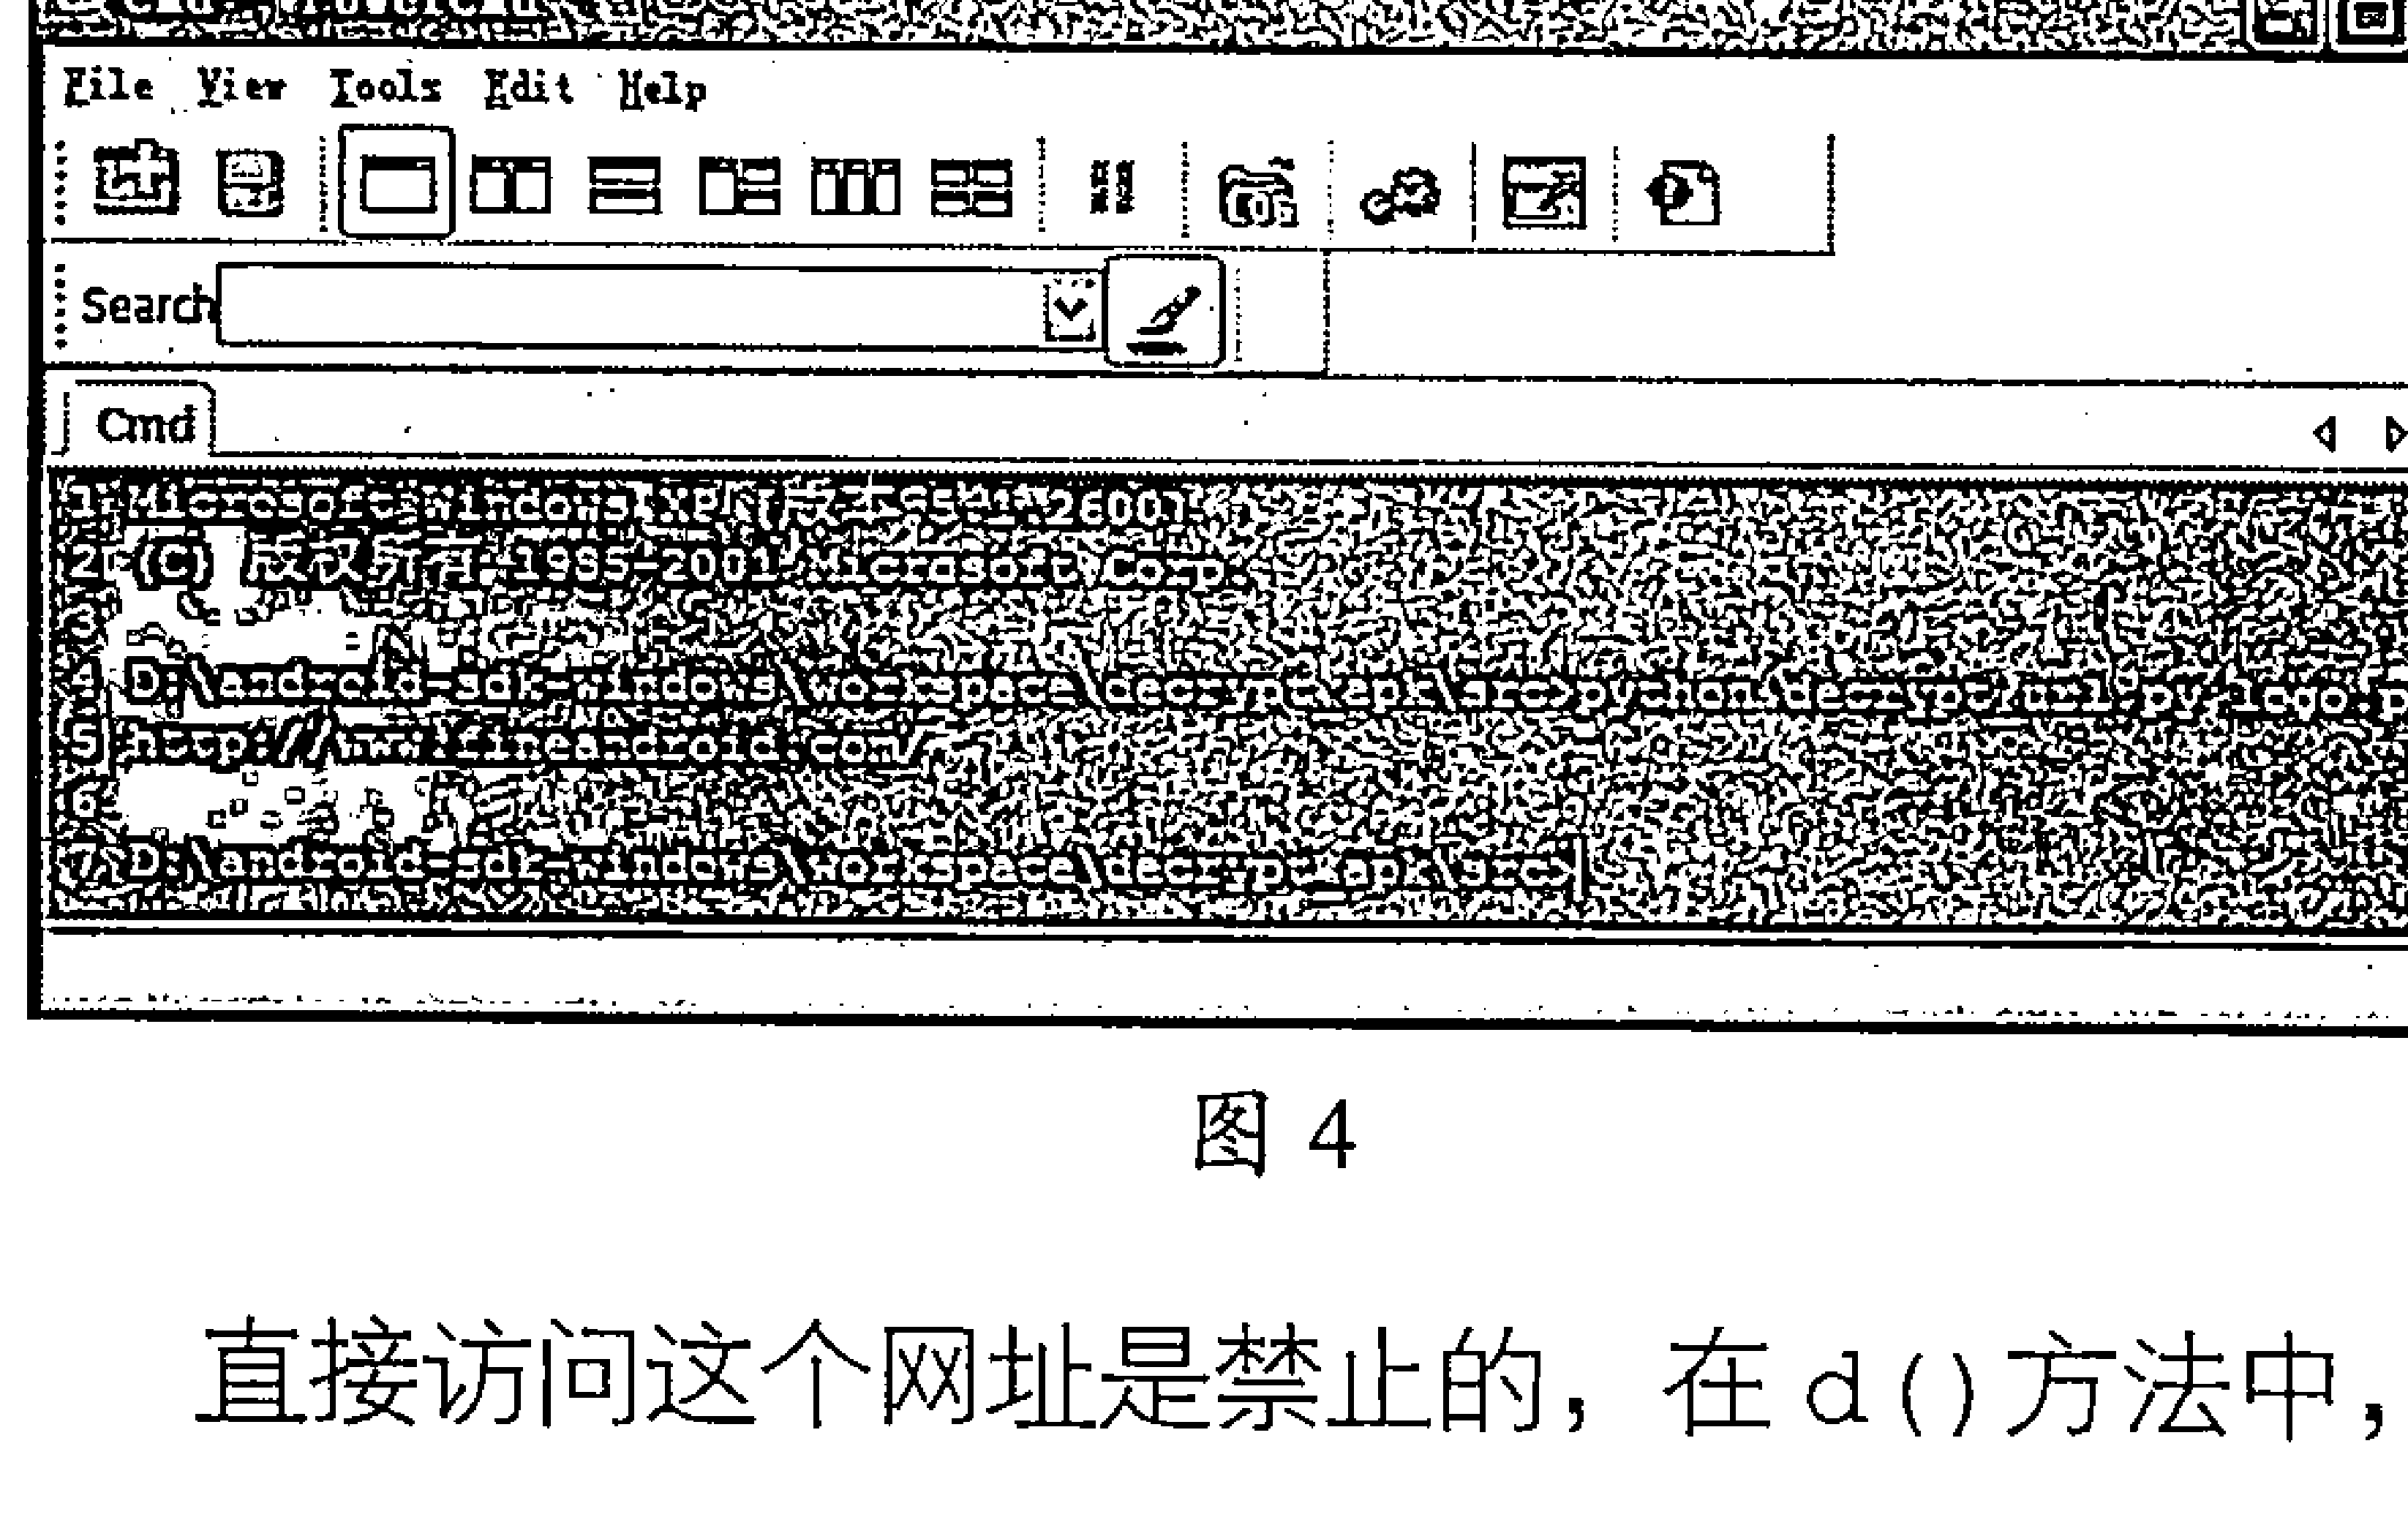 File View Tools Edit Help
Search
Cmd
1 Microsoft Windows XP [版本 5.1.2600]
2 (C) 版权所有 1985-2001 Microsoft Corp.
3
4 D:\android-sdk-windows\workspace\decrypt_apk\src>python decrypt2url.py logo.p
5 http://www.fineandroid.com/
6
7 D:\android-sdk-windows\workspace\decrypt_apk\src>
图 4
直接访问这个网址是禁止的，在 d()方法中，